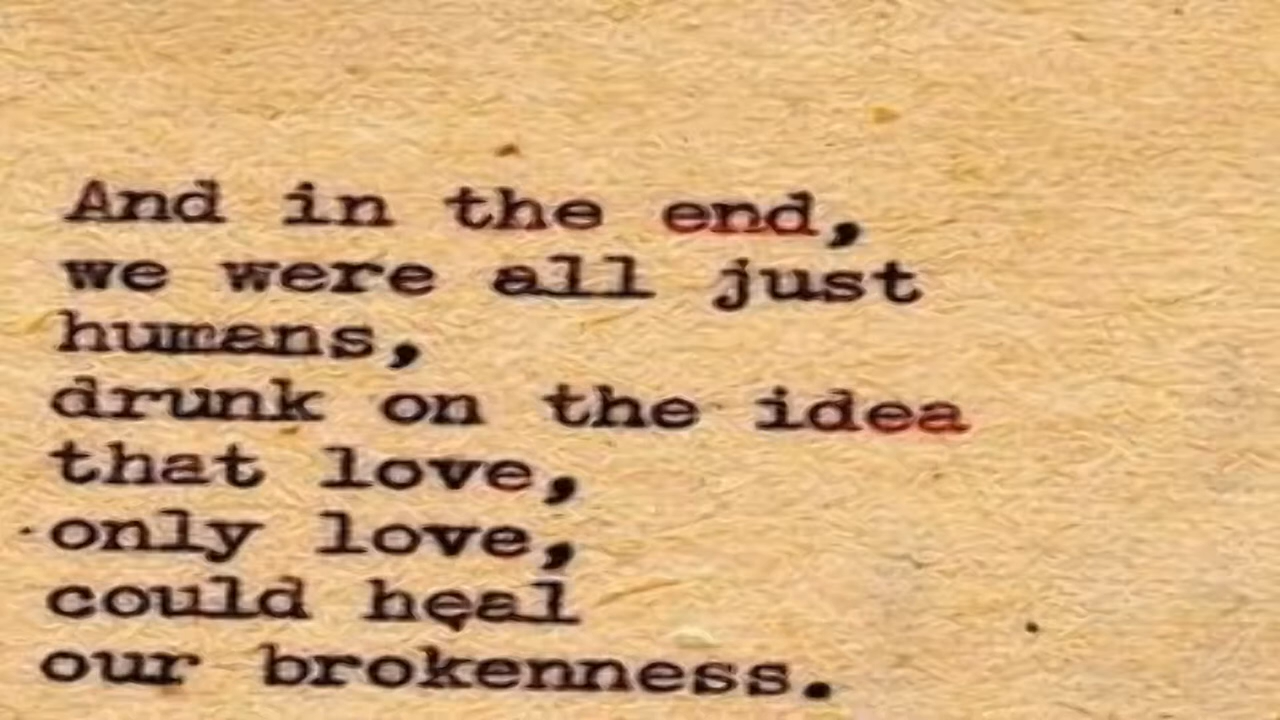 And in the end,
we were all just
humans,
drunk on the idea
that love,
only love,
could heal
our brokenness.